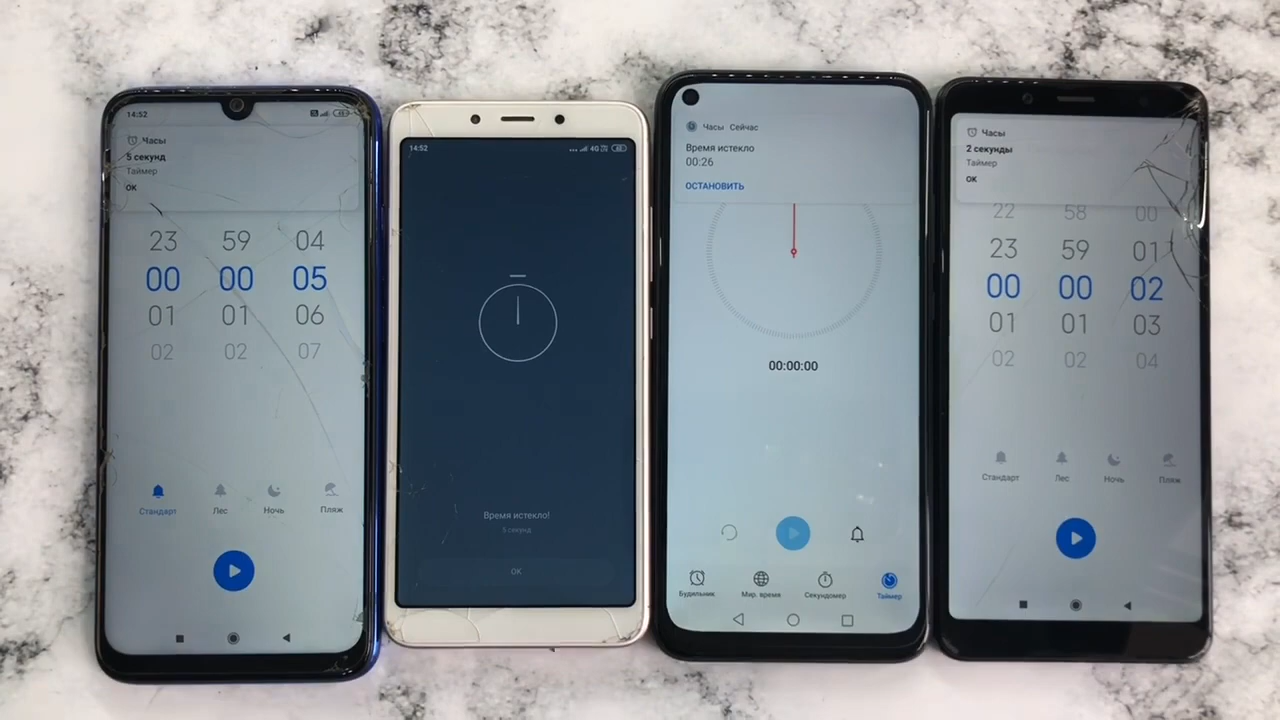 14:52
Часы
5 секунд
Таймер
ОК
23 59 04
00 00 05
01 01 06
02 02 07
Стандарт Лес Ночь Пляж
14:52
4G
Время истекло!
5 секунд
ОК
Часы Сейчас
Время истекло
00:26
ОСТАНОВИТЬ
00:00:00
Будильник Мир. время Секундомер Таймер
Часы
2 секунды
Таймер
ОК
22 58 00
23 59 01
00 00 02
01 01 03
02 02 04
Стандарт Лес Ночь Пляж